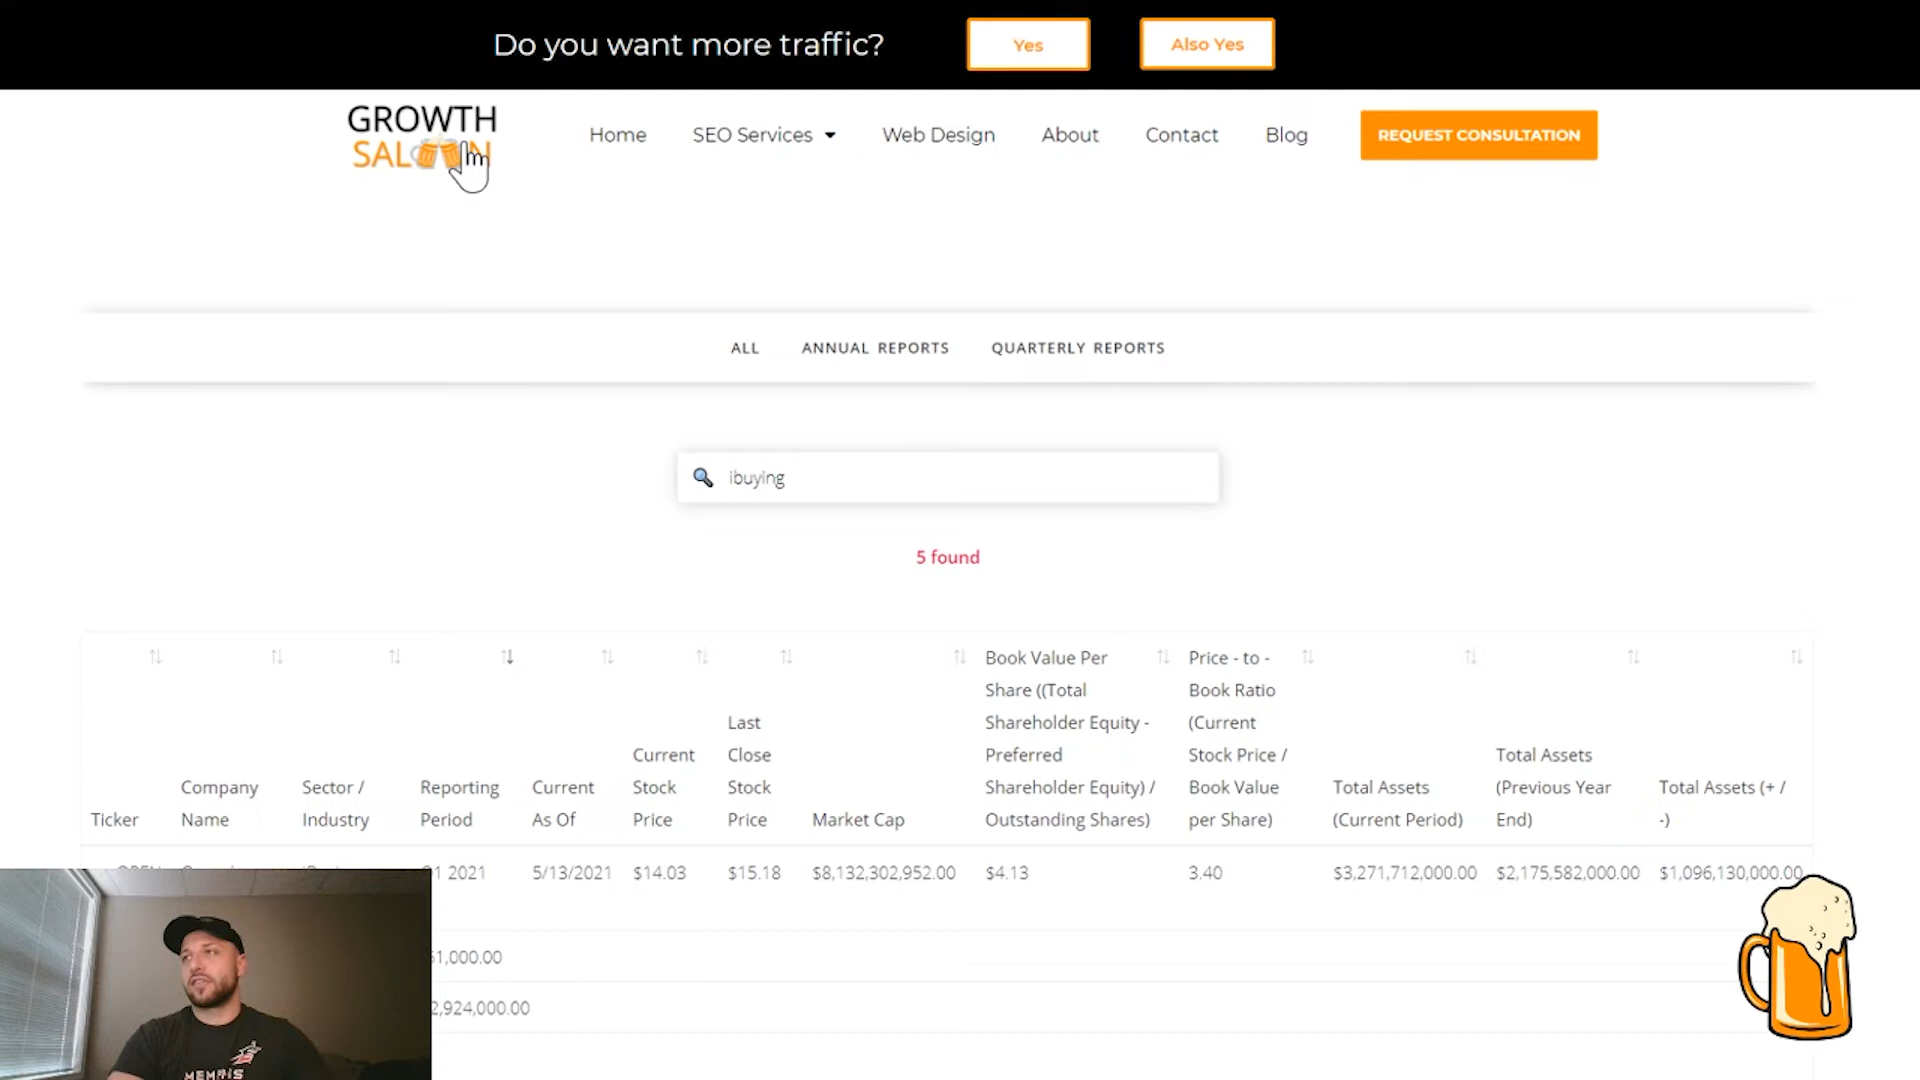 Do you want more traffic?
Yes
Also Yes
GROWTH
SALOON
Home
SEO Services
Web Design
About
Contact
Blog
REQUEST CONSULTATION
ALL
ANNUAL REPORTS
QUARTERLY REPORTS
ibuying
5 found
Ticker
Company
Name
Sector /
Industry
Reporting
Period
Current
As Of
Current
Stock
Price
Last
Close
Stock
Price
Market Cap
Book Value Per
Share ((Total
Shareholder Equity -
Preferred
Shareholder Equity) /
Outstanding Shares)
Price - to -
Book Ratio
(Current
Stock Price /
Book Value
per Share)
Total Assets
(Current Period)
Total Assets
(Previous Year
End)
Total Assets (+ /
-)
2021
5/13/2021
$14.03
$15.18
$8,132,302,952.00
$4.13
3.40
$3,271,712,000.00
$2,175,582,000.00
$1,096,130,000.00
1,000.00
2,924,000.00
MEMPHIS